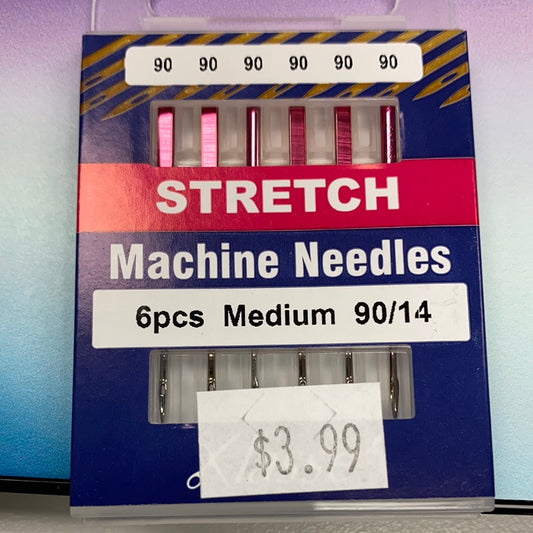 90 90 90 90 90 90
STRETCH
Machine Needles
6pcs Medium 90/14
$3.99